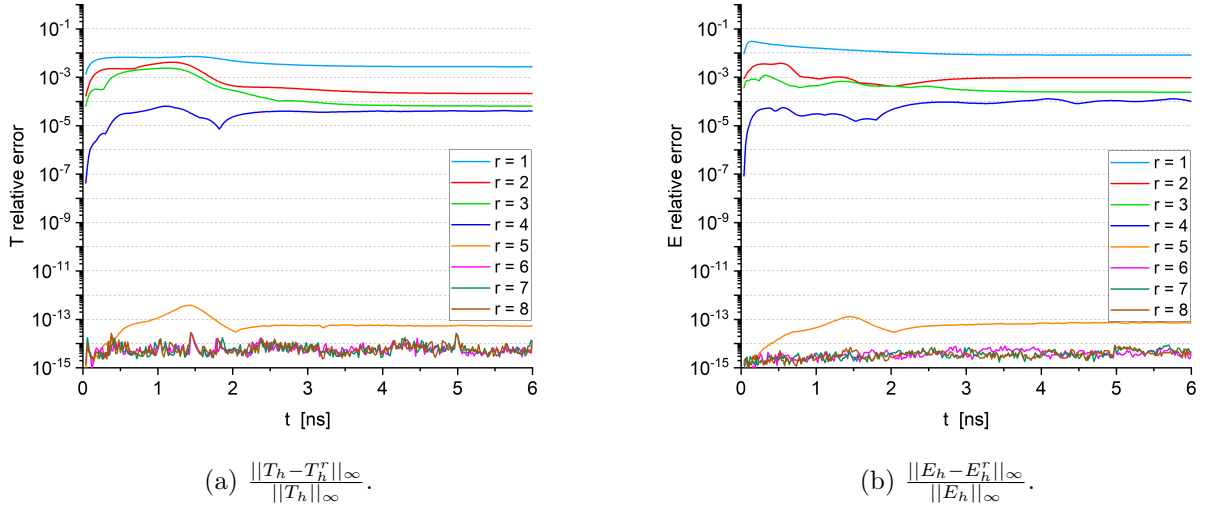 10^-1
10^-3
10^-5
10^-7
10^-9
10^-11
10^-13
10^-15
T relative error
0 1 2 3 4 5 6
t [ns]
r = 1
r = 2
r = 3
r = 4
r = 5
r = 6
r = 7
r = 8
(a) \frac{||T_h-T_h^r||_∞}{||T_h||_∞}.
10^-1
10^-3
10^-5
10^-7
10^-9
10^-11
10^-13
10^-15
E relative error
0 1 2 3 4 5 6
t [ns]
r = 1
r = 2
r = 3
r = 4
r = 5
r = 6
r = 7
r = 8
(b) \frac{||E_h-E_h^r||_∞}{||E_h||_∞}.